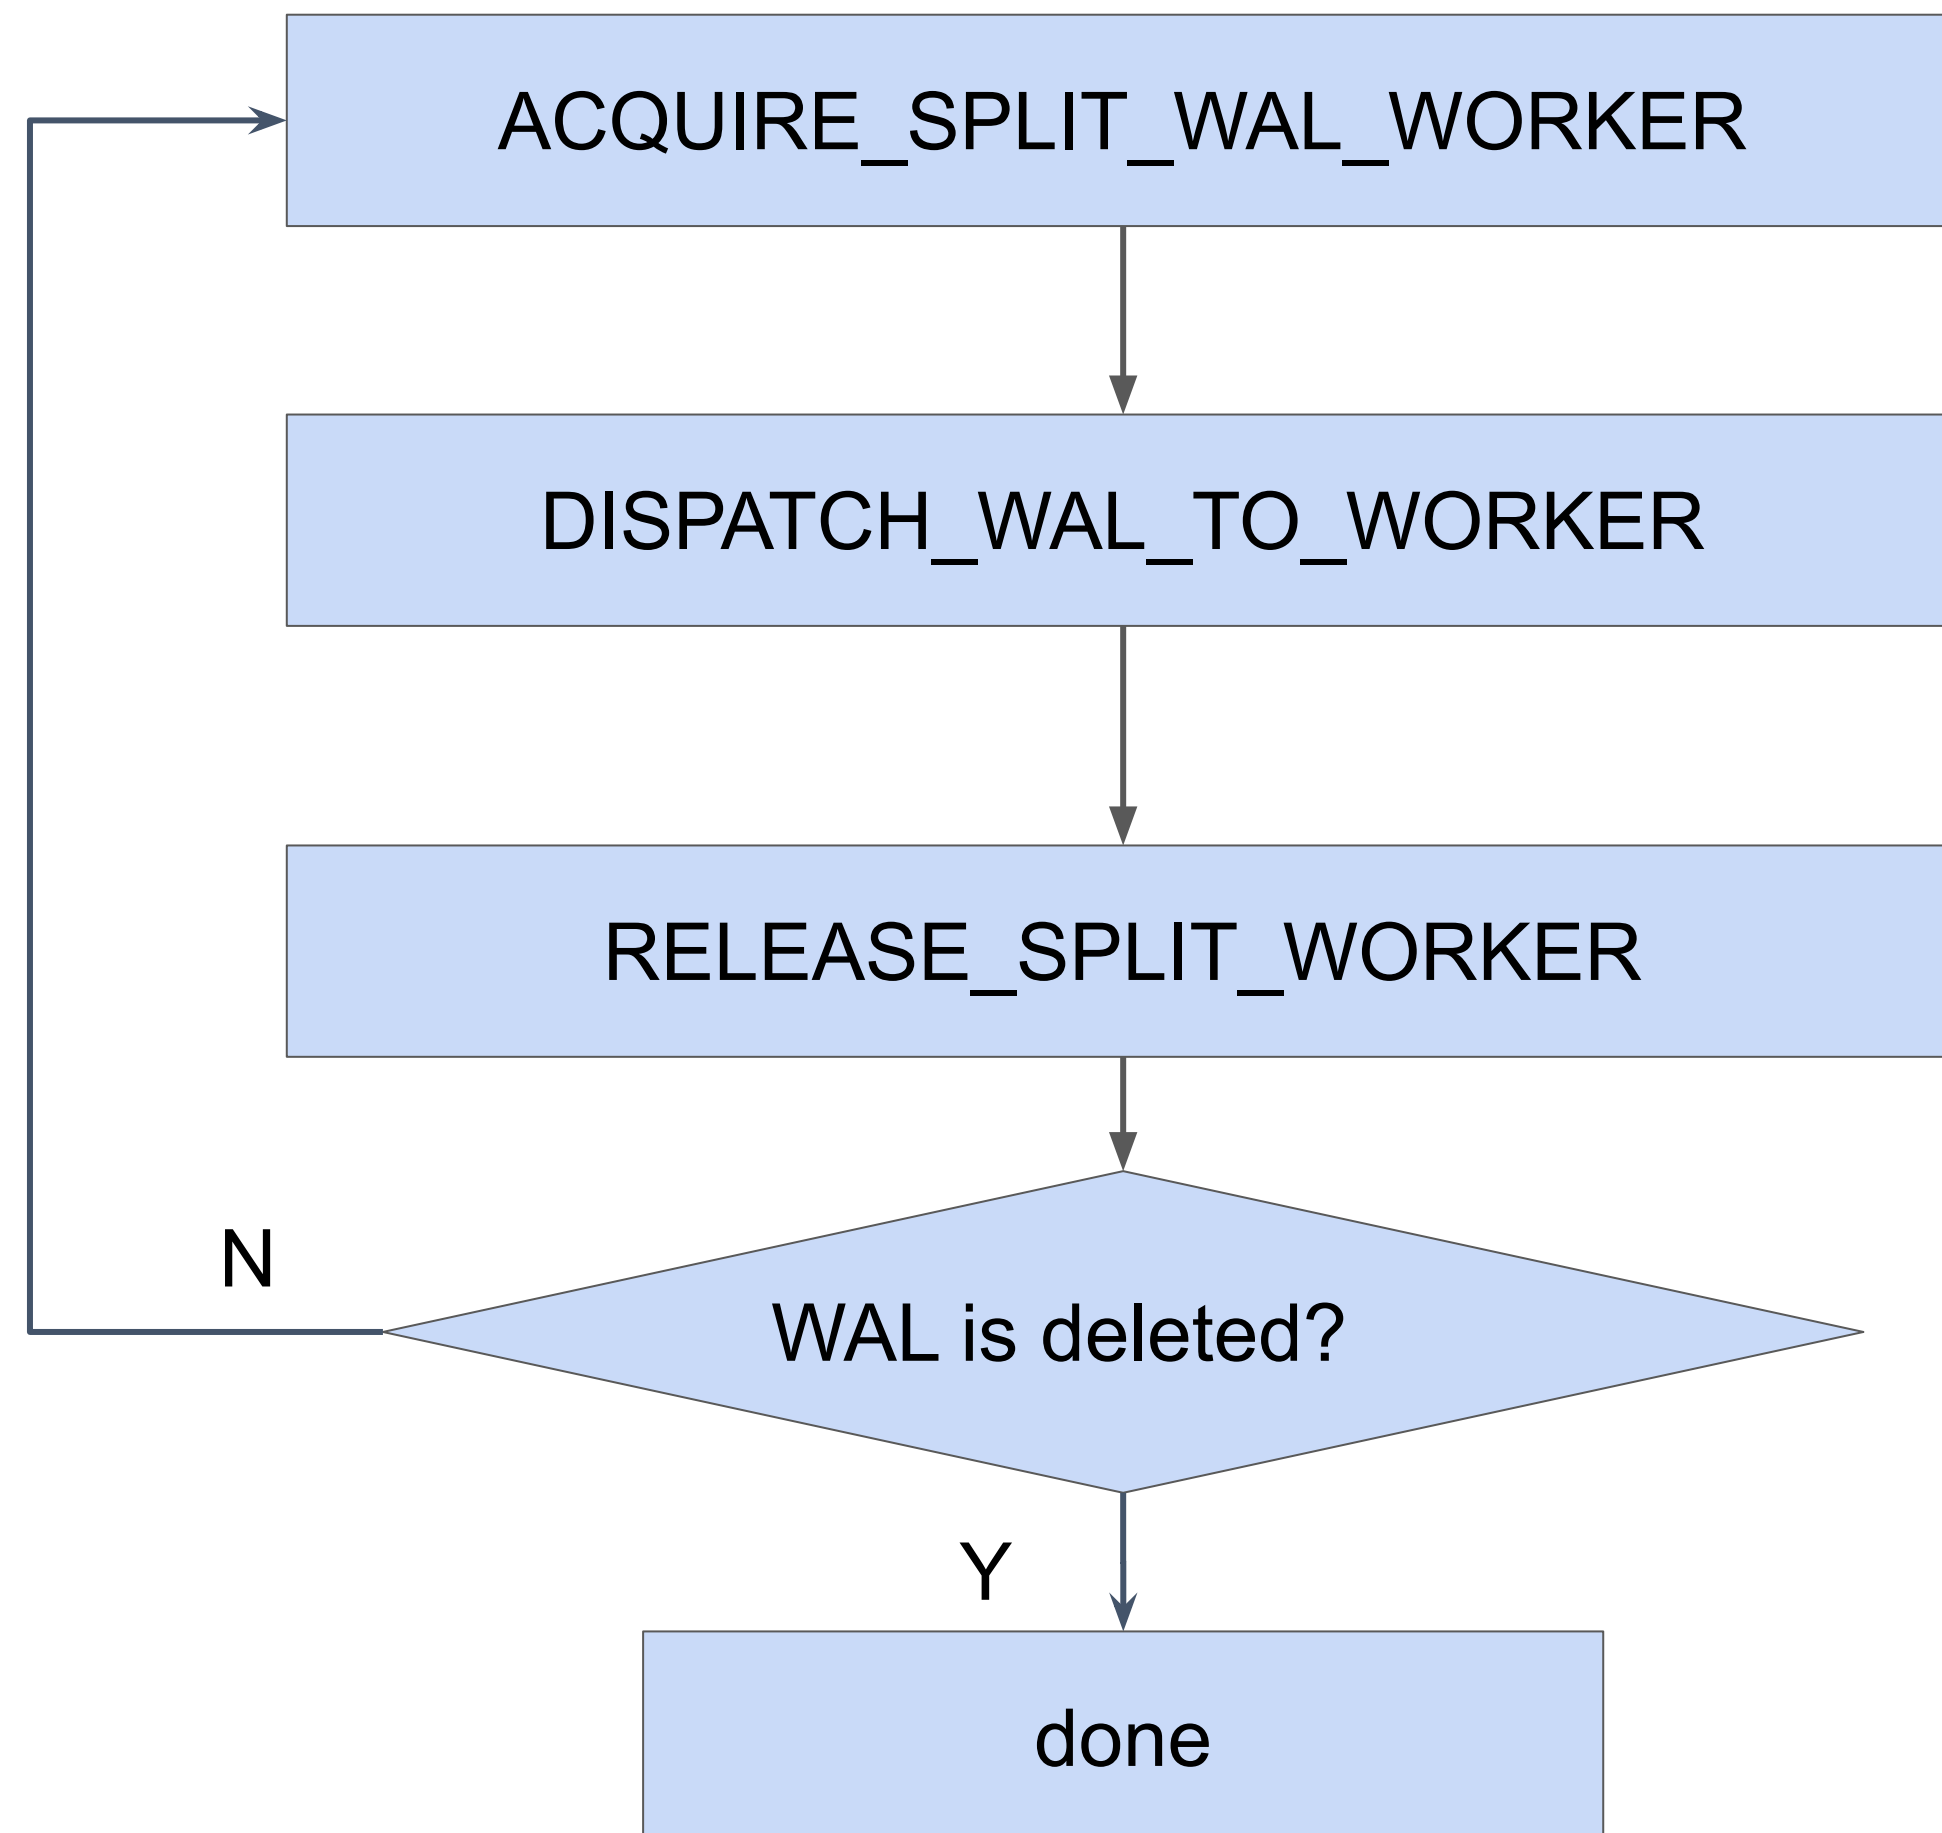 ACQUIRE_SPLIT_WAL_WORKER
DISPATCH_WAL_TO_WORKER
RELEASE_SPLIT_WORKER
N
WAL is deleted?
Y
done